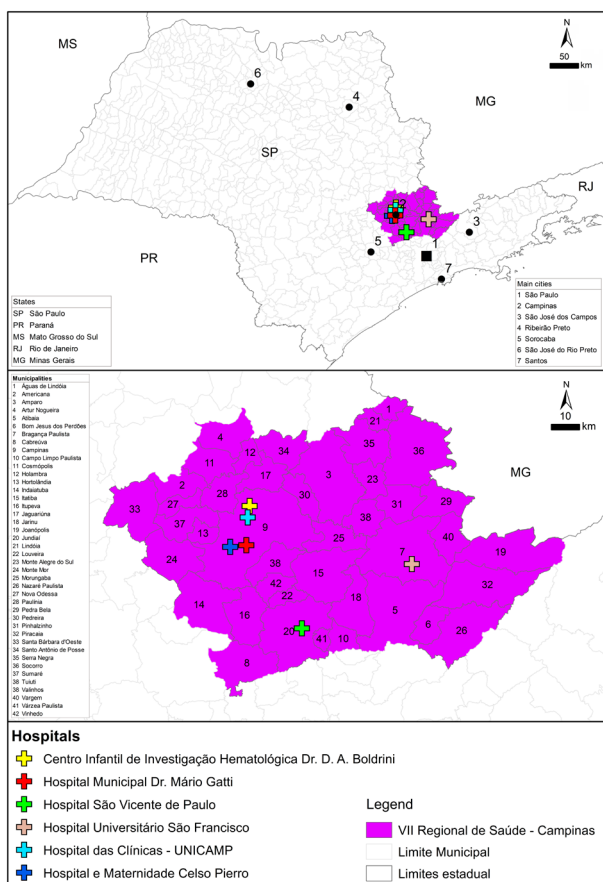 MS
N
50
km
6
4
MG
SP
RJ
2
3
1
5
PR
7
States
SP São Paulo
PR Paraná
MS Mato Grosso do Sul
RJ Rio de Janeiro
MG Minas Gerais
Main cities
1 São Paulo
2 Campinas
3 São José dos Campos
4 Ribeirão Preto
5 Sorocaba
6 São José do Rio Preto
7 Santos
Municipalities
1 Águas de Lindóia
2 Americana
3 Amparo
4 Artur Nogueira
5 Atibaia
6 Bom Jesus dos Perdões
7 Bragança Paulista
8 Cabreúva
9 Campinas
10 Campo Limpo Paulista
11 Cosmópolis
12 Holambra
13 Hortolândia
14 Indaiatuba
15 Itatiba
16 Itupeva
17 Jaguariúna
18 Jarinu
19 Joanópolis
20 Jundiaí
21 Lindóia
22 Louveira
23 Monte Alegre do Sul
24 Monte Mor
25 Morungaba
26 Nazaré Paulista
27 Nova Odessa
28 Paulínia
29 Pedra Bela
30 Pedreira
31 Pinhalzinho
32 Piracaia
33 Santa Bárbara d'Oeste
34 Santo Antônio de Posse
35 Serra Negra
36 Socorro
37 Sumaré
38 Tuiuti
38 Valinhos
40 Vargem
41 Várzea Paulista
42 Vinhedo
N
10
km
MG
1
21
4
35
36
12
34
11
17
3
23
2
28
30
31
29
33
27
37
38
13
9
25
40
7
19
24
38
15
42
32
22
18
14
16
5
6
20
41
10
26
8
Hospitals
Centro Infantil de Investigação Hematológica Dr. D. A. Boldrini
Hospital Municipal Dr. Mário Gatti
Hospital São Vicente de Paulo
Hospital Universitário São Francisco
Hospital das Clínicas - UNICAMP
Hospital e Maternidade Celso Pierro
Legend
VII Regional de Saúde - Campinas
Limite Municipal
Limites estadual